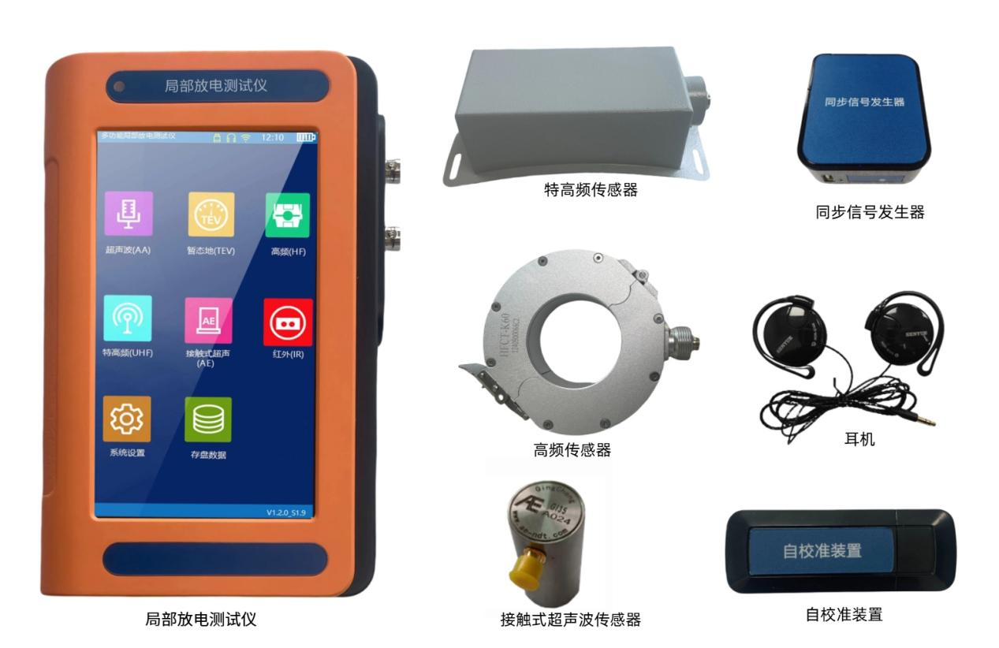 局部放电测试仪
多功能局部放电测试仪
12:10
TEV
超声波(AA)
暂态地(TEV)
高频(HF)
AE
特高频(UHF)
接触式超声
(AE)
红外(IR)
系统设置
存盘数据
V1.2.0_S1.9
局部放电测试仪
特高频传感器
同步信号发生器
同步信号发生器
HFCT-K60
高频传感器
SENYUE
SENYUE
耳机
QingCheng
AE
GI35
A024
www.ae-ndt.com
接触式超声波传感器
自校准装置
自校准装置